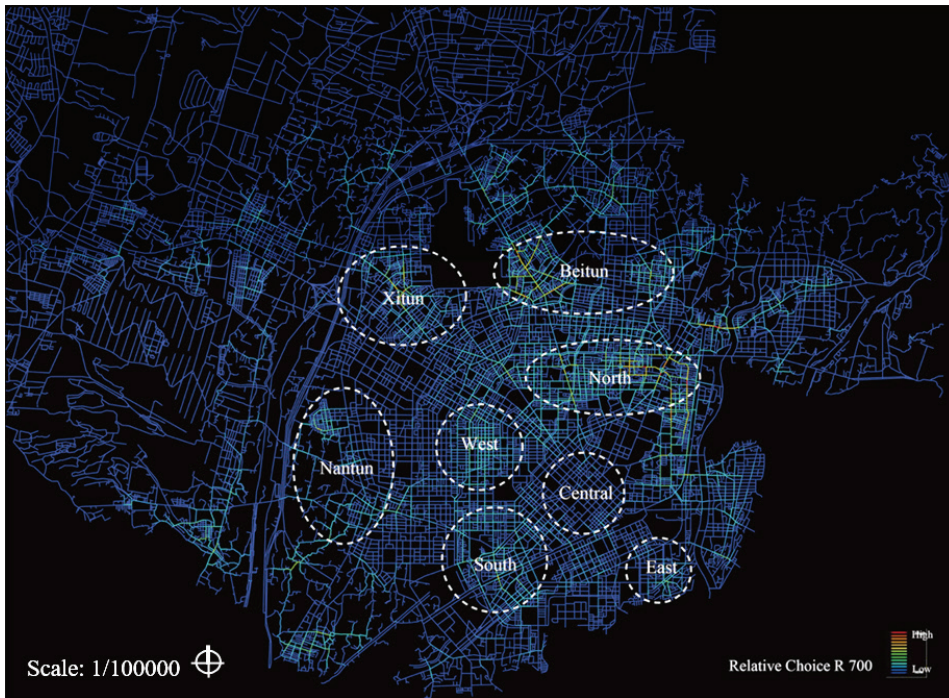 Beitun
Xitun
North
West
Nantun
Central
South
East
High
Scale: 1/100000
Relative Choice R 700
Low